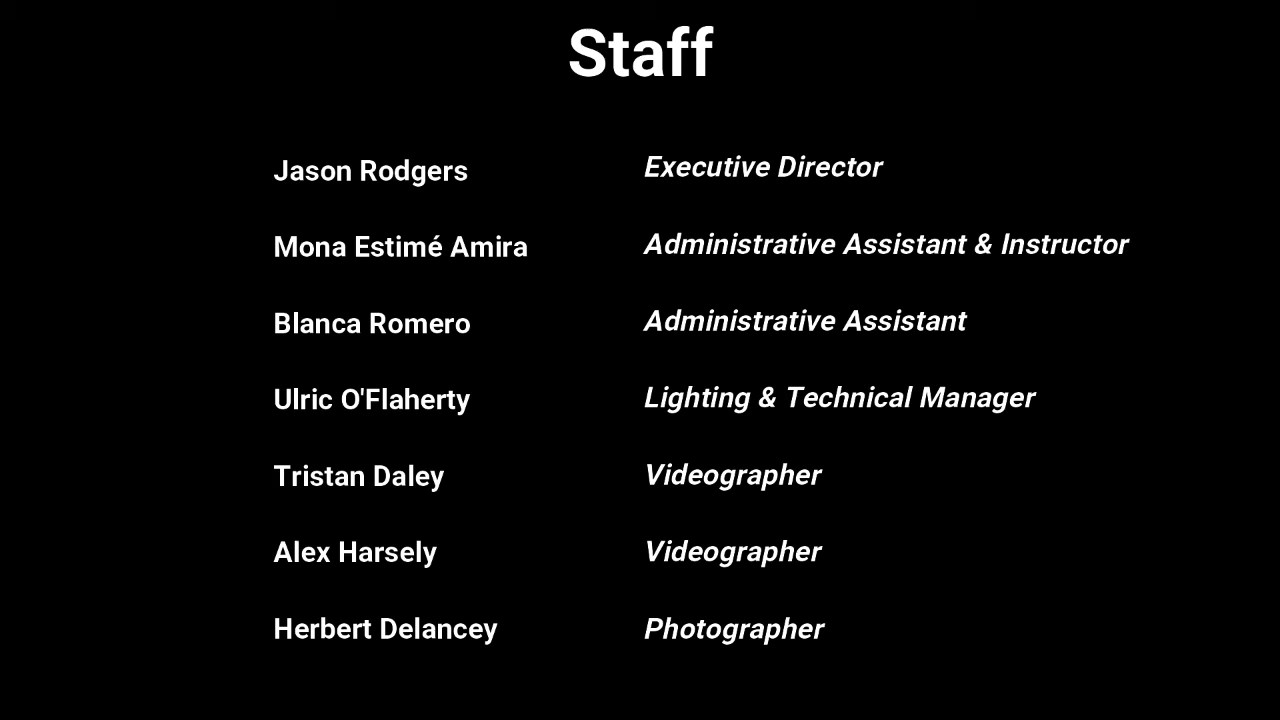 Staff
Jason Rodgers Executive Director
Mona Estimé Amira Administrative Assistant & Instructor
Blanca Romero Administrative Assistant
Ulric O'Flaherty Lighting & Technical Manager
Tristan Daley Videographer
Alex Harsely Videographer
Herbert Delancey Photographer